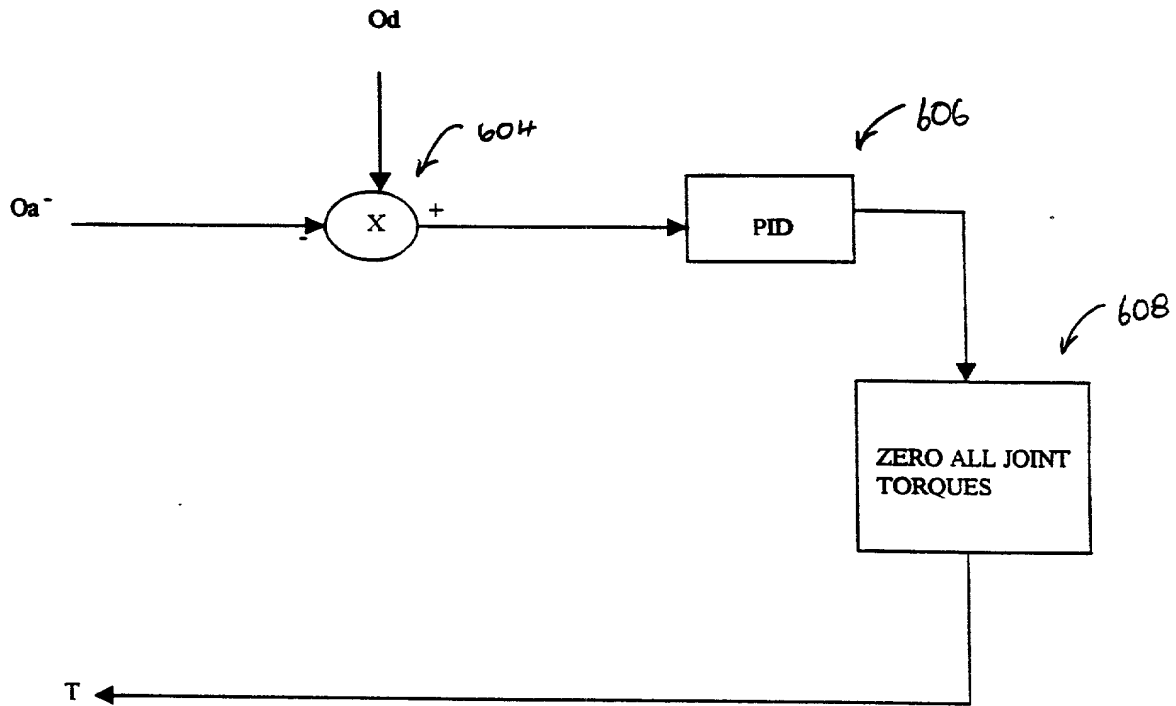 Od
604
606
Oa -
X
+
-
PID
608
ZERO ALL JOINT
TORQUES
T